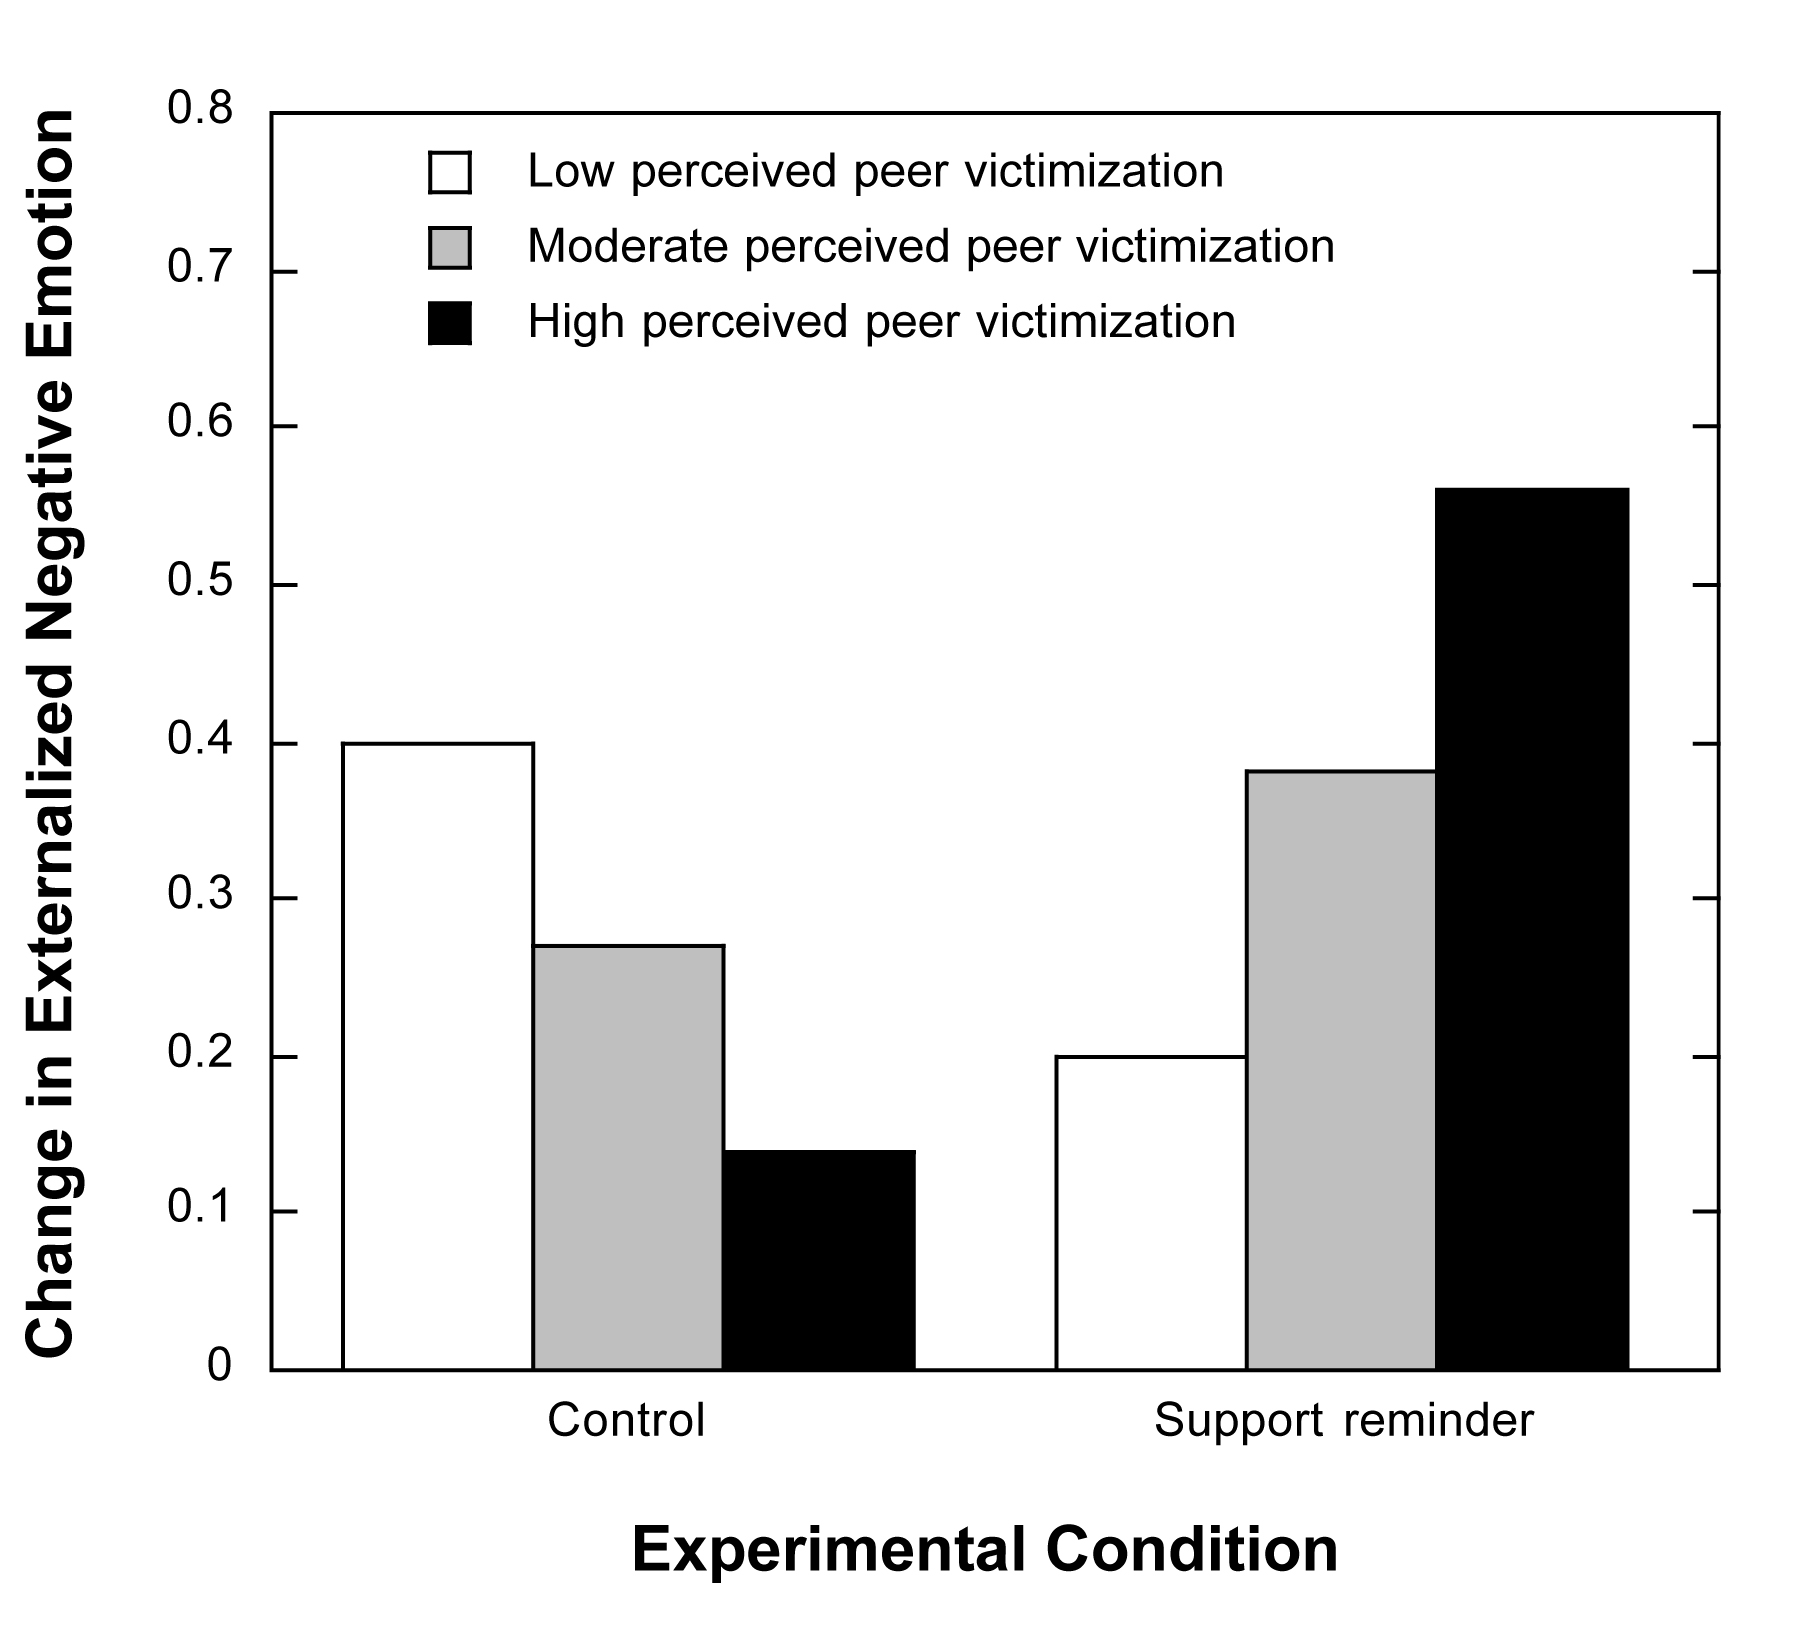 Change in Externalized Negative Emotion
0.8
0.7
0.6
0.5
0.4
0.3
0.2
0.1
0
Low perceived peer victimization
Moderate perceived peer victimization
High perceived peer victimization
Control
Support reminder
Experimental Condition